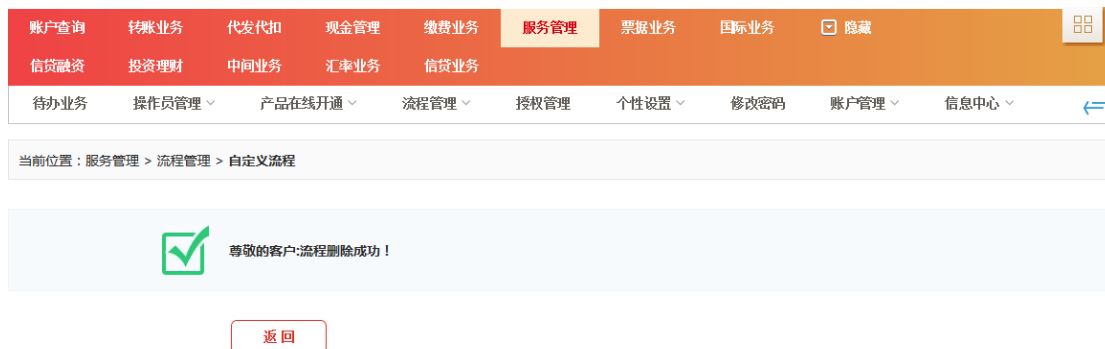 账户查询 转账业务 代发代扣 现金管理 缴费业务 服务管理 票据业务 国际业务 隐藏
信贷融资 投资理财 中间业务 汇率业务 信贷业务
待办业务 操作员管理 产品在线开通 流程管理 授权管理 个性设置 修改密码 账户管理 信息中心
当前位置：服务管理 > 流程管理 > 自定义流程
尊敬的客户:流程删除成功！
返回